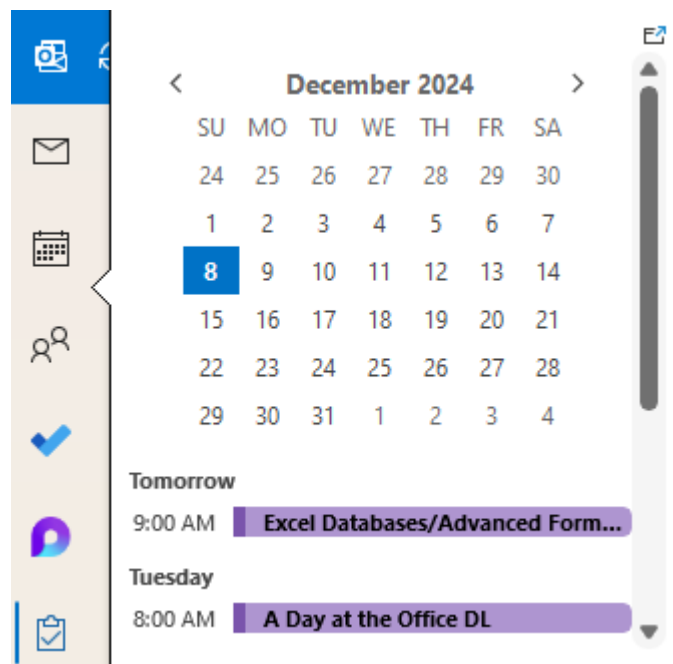 December 2024
SU MO TU WE TH FR SA
24 25 26 27 28 29 30
1 2 3 4 5 6 7
8 9 10 11 12 13 14
15 16 17 18 19 20 21
22 23 24 25 26 27 28
29 30 31 1 2 3 4
Tomorrow
9:00 AM Excel Databases/Advanced Form...
Tuesday
8:00 AM A Day at the Office DL